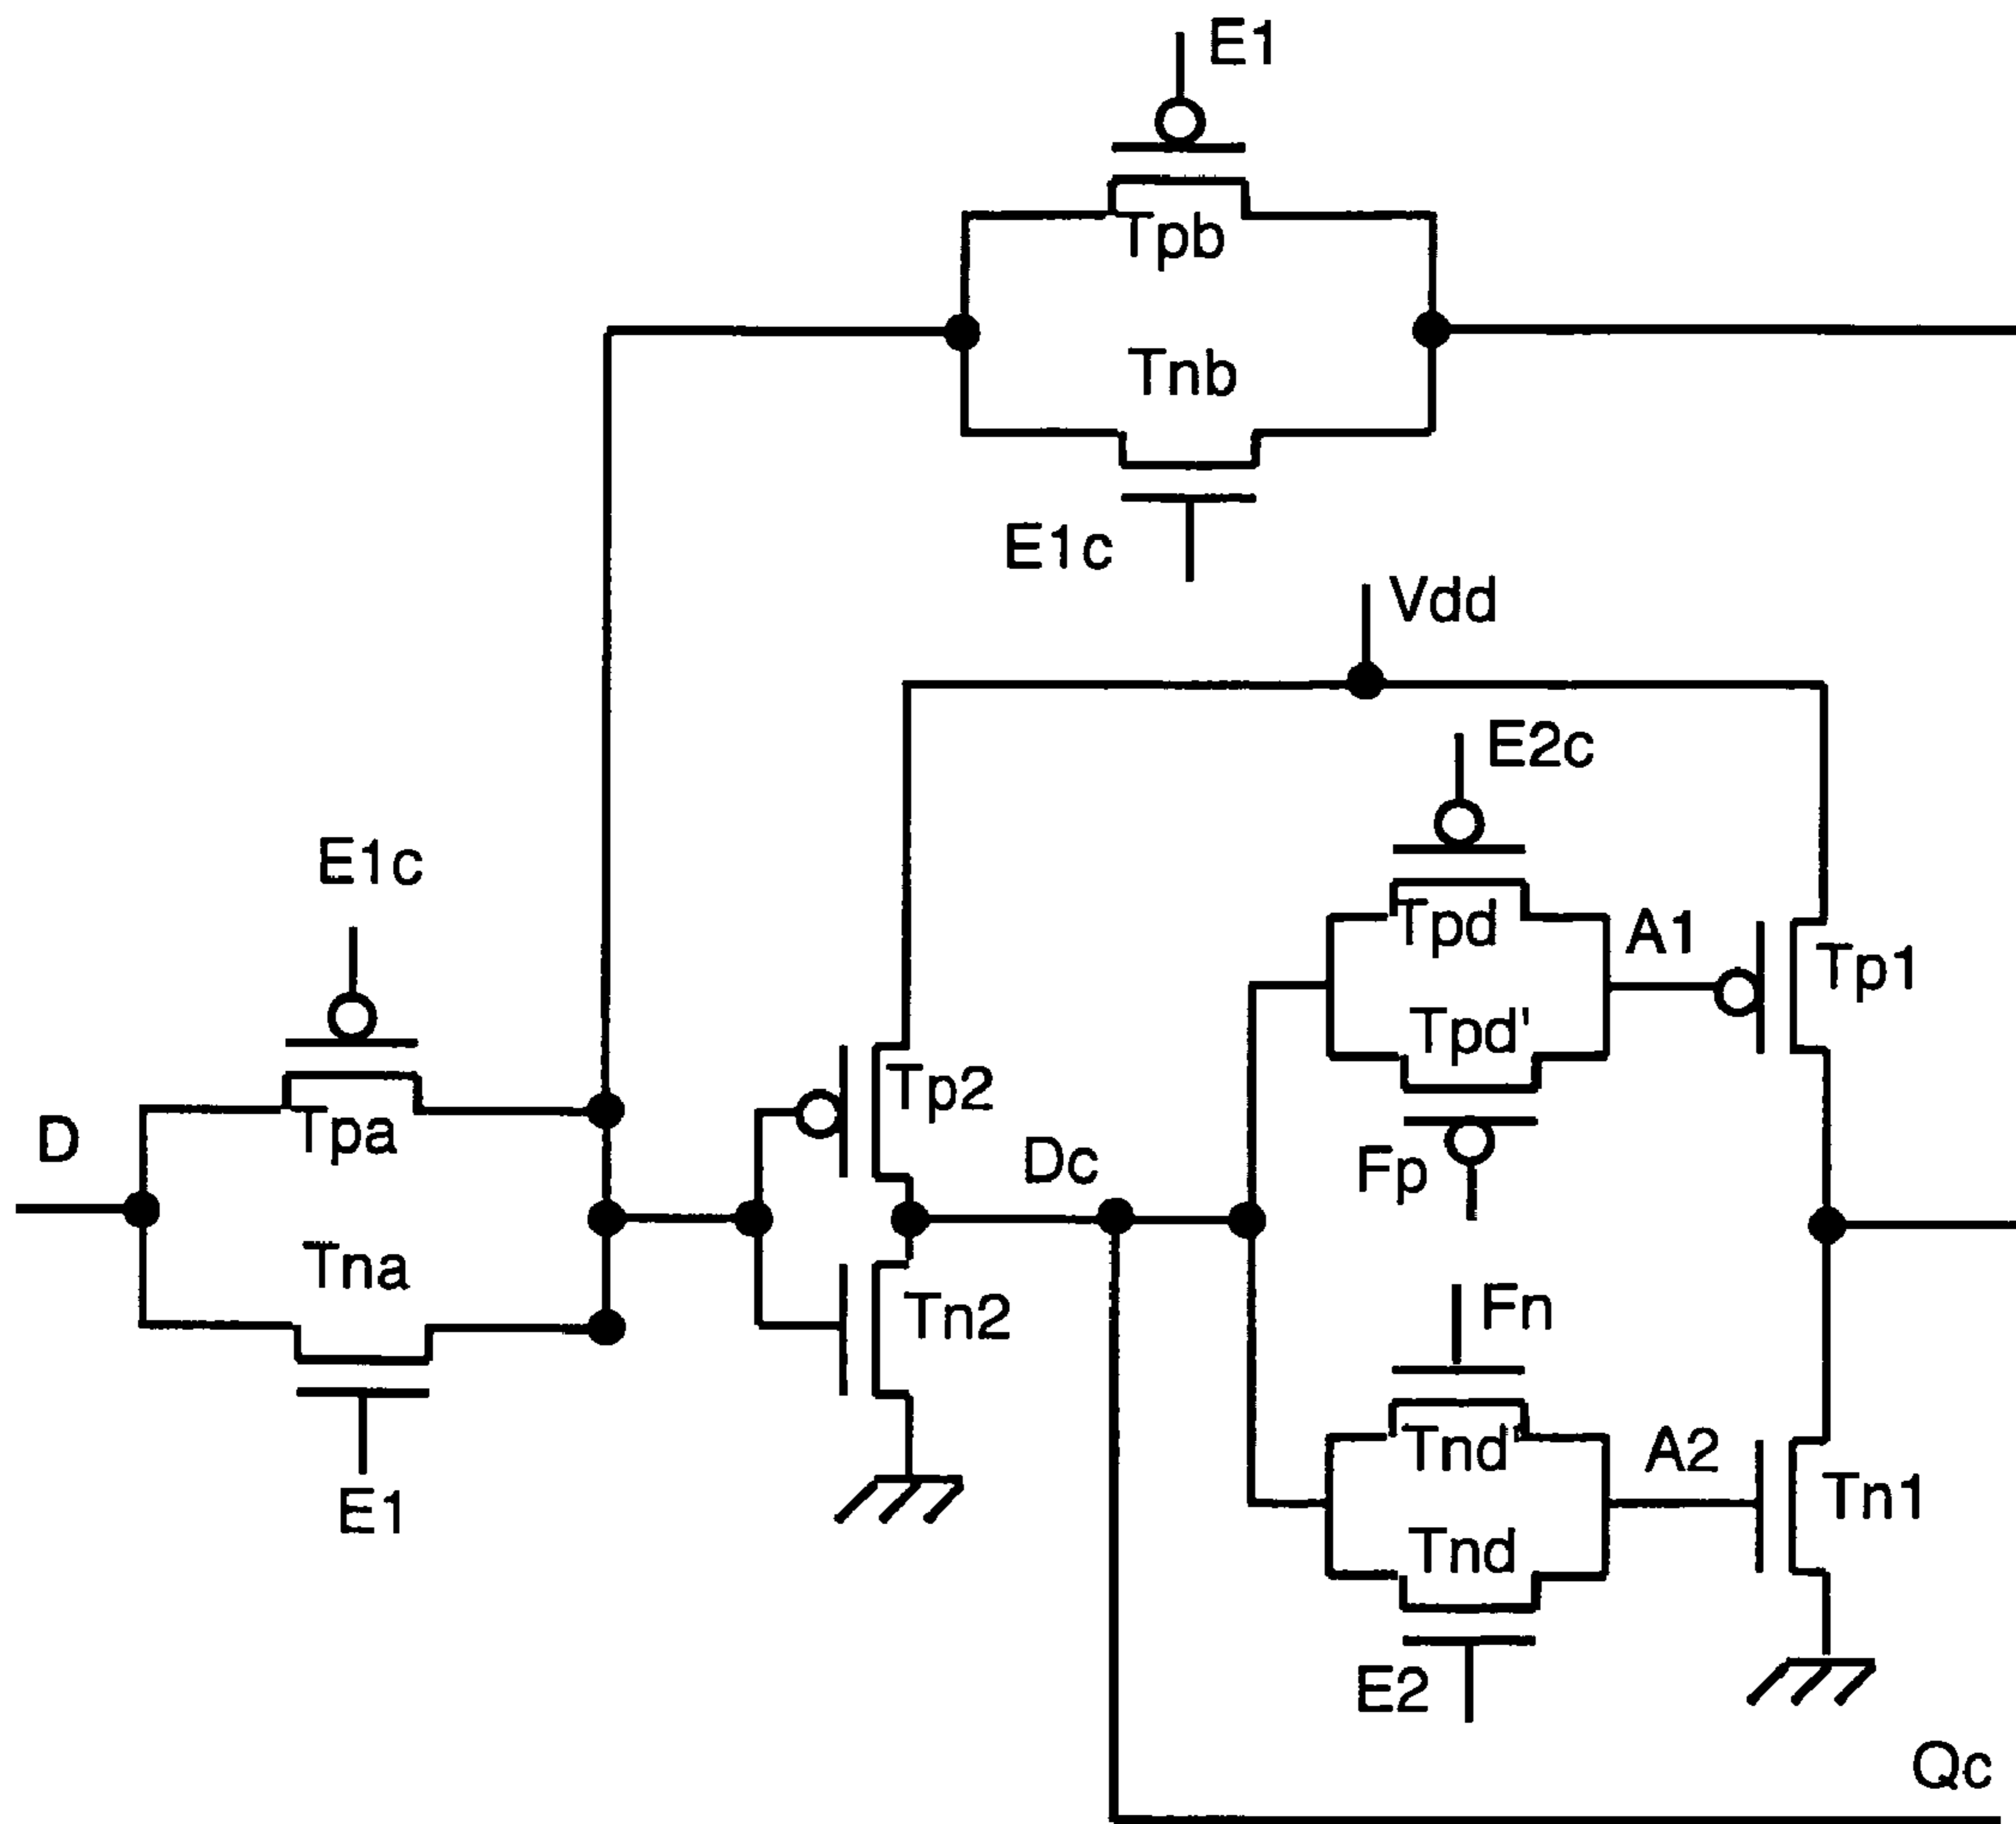 E1
Tpb
Tnb
E1c
Vdd
E2c
E1c
Tpd
A1
Tp1
Tpd'
Tp2
D
Tpa
Dc
Fp
Tna
Fn
Tn2
Tnd'
A2
Tn1
E1
Tnd
E2
Qc